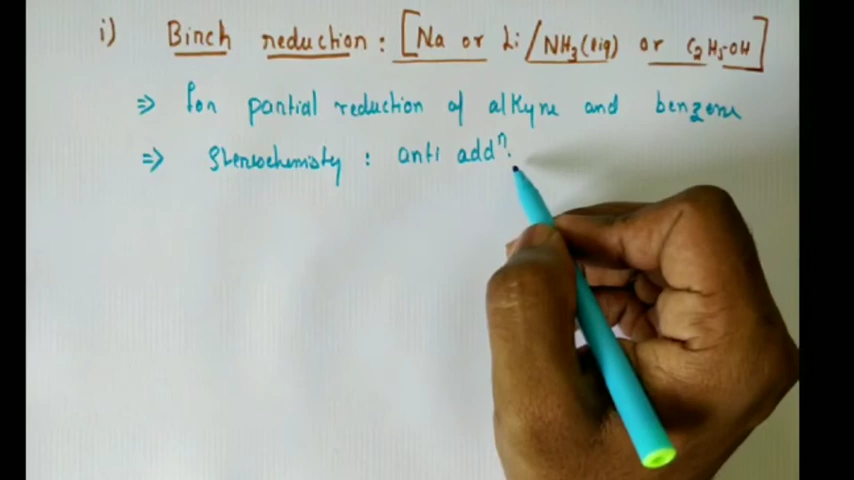 i) Birch reduction : [Na or Li/NH₃(liq) or C₂H₅-OH]
⇒ for partial reduction of alkyne and benzene
⇒ Stereochemisty : anti addⁿ.